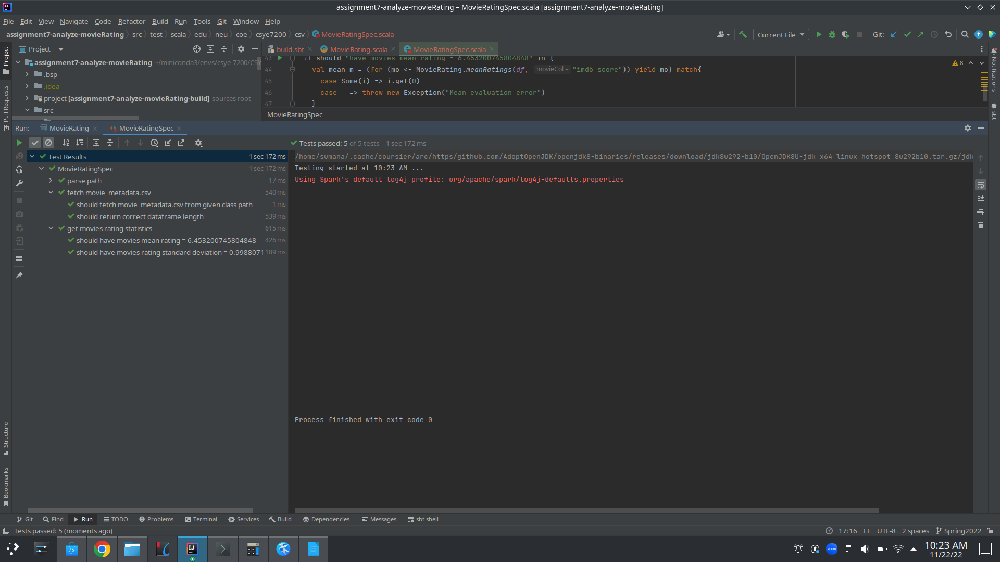 assignment7-analyze-movieRating – MovieRatingSpec.scala [assignment7-analyze-movieRating]
File Edit View Navigate Code Refactor Build Run Tools Git Window Help
assignment7-analyze-movieRating src test scala edu neu coe csye7200 csv MovieRatingSpec.scala
Current File Git:
Project
build.sbt MovieRating.scala MovieRatingSpec.scala
assignment7-analyze-movieRating ~/miniconda3/envs/csye-7200/CSY
.bsp
.idea
project [assignment7-analyze-movieRating-build] sources root
src
43 it should "have movies mean rating = 6.453200745804848" in {
44 val mean_m = (for (mo <- MovieRating.meanRatings(df, movieCol = "imdb_score")) yield mo) match{
45 case Some(i) => i.get(0)
46 case _ => throw new Exception("Mean evaluation error")
47 }
8
MovieRatingSpec
Run: MovieRating MovieRatingSpec
Tests passed: 5 of 5 tests – 1 sec 172 ms
Test Results 1 sec 172 ms
MovieRatingSpec 1 sec 172 ms
parse path 17 ms
fetch movie_metadata.csv 540 ms
should fetch movie_metadata.csv from given class path 1 ms
should return correct dataframe length 539 ms
get movies rating statistics 615 ms
should have movies mean rating = 6.453200745804848 426 ms
should have movies rating standard deviation = 0.9988071 189 ms
/home/sumana/.cache/coursier/arc/https/github.com/AdoptOpenJDK/openjdk8-binaries/releases/download/jdk8u292-b10/OpenJDK8U-jdk_x64_linux_hotspot_8u292b10.tar.gz/jdk
Testing started at 10:23 AM ...
Using Spark's default log4j profile: org/apache/spark/log4j-defaults.properties
Process finished with exit code 0
Project
Pull Requests
Structure
Bookmarks
Notifications
sbt
Git Find Run TODO Problems Terminal Services Build Dependencies Messages sbt shell
Tests passed: 5 (moments ago)
17:16 LF UTF-8 2 spaces Spring2022
IJ
zoom
10:23 AM
11/22/22